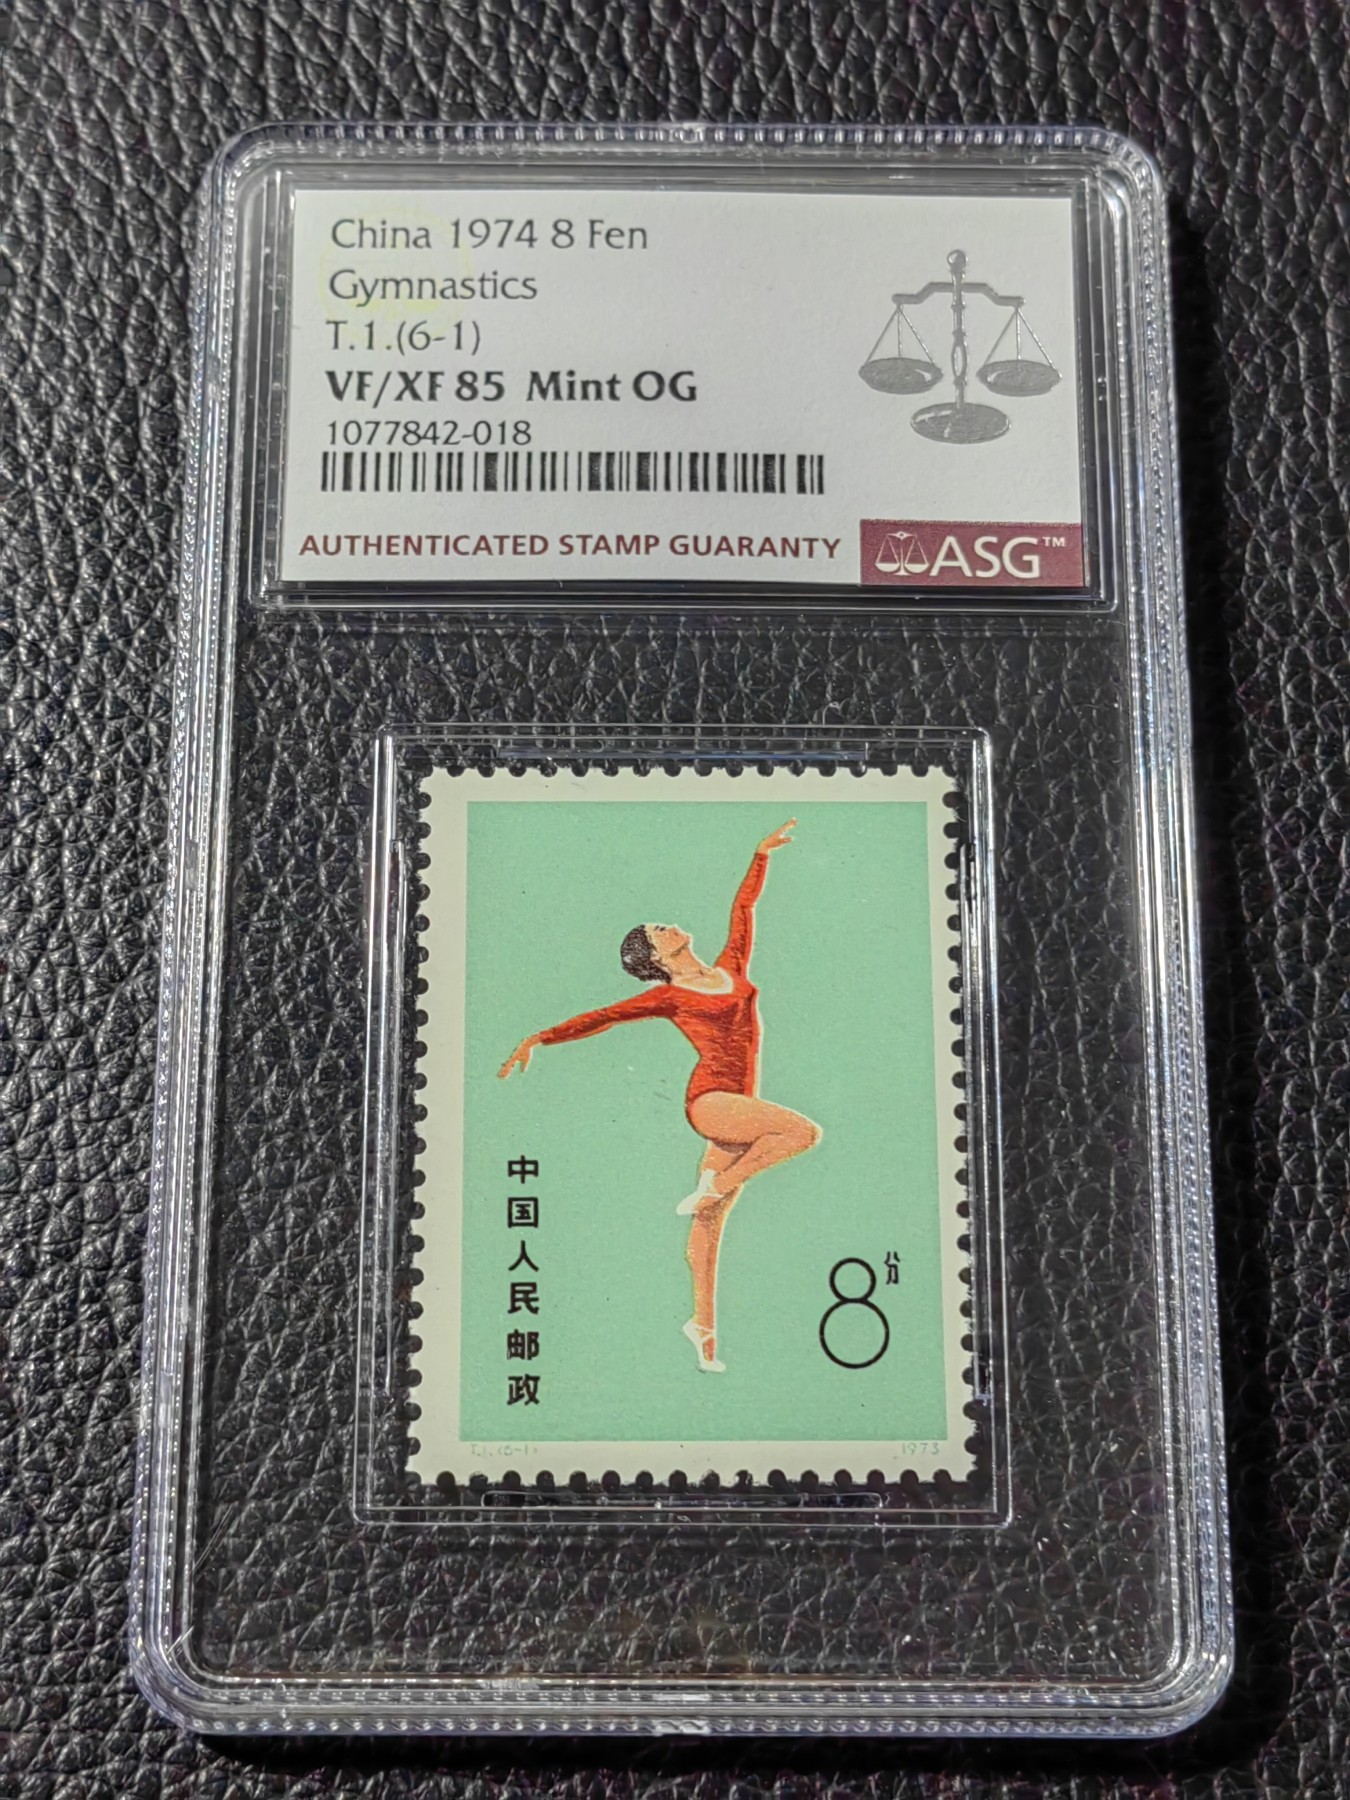 China 1974 8 Fen
Gymnastics
T.1.(6-1)
VF/XF 85 Mint OG
1077842-018
AUTHENTICATED STAMP GUARANTY
ASG™
中国人民邮政
8分
T.1.(6-1)
1973